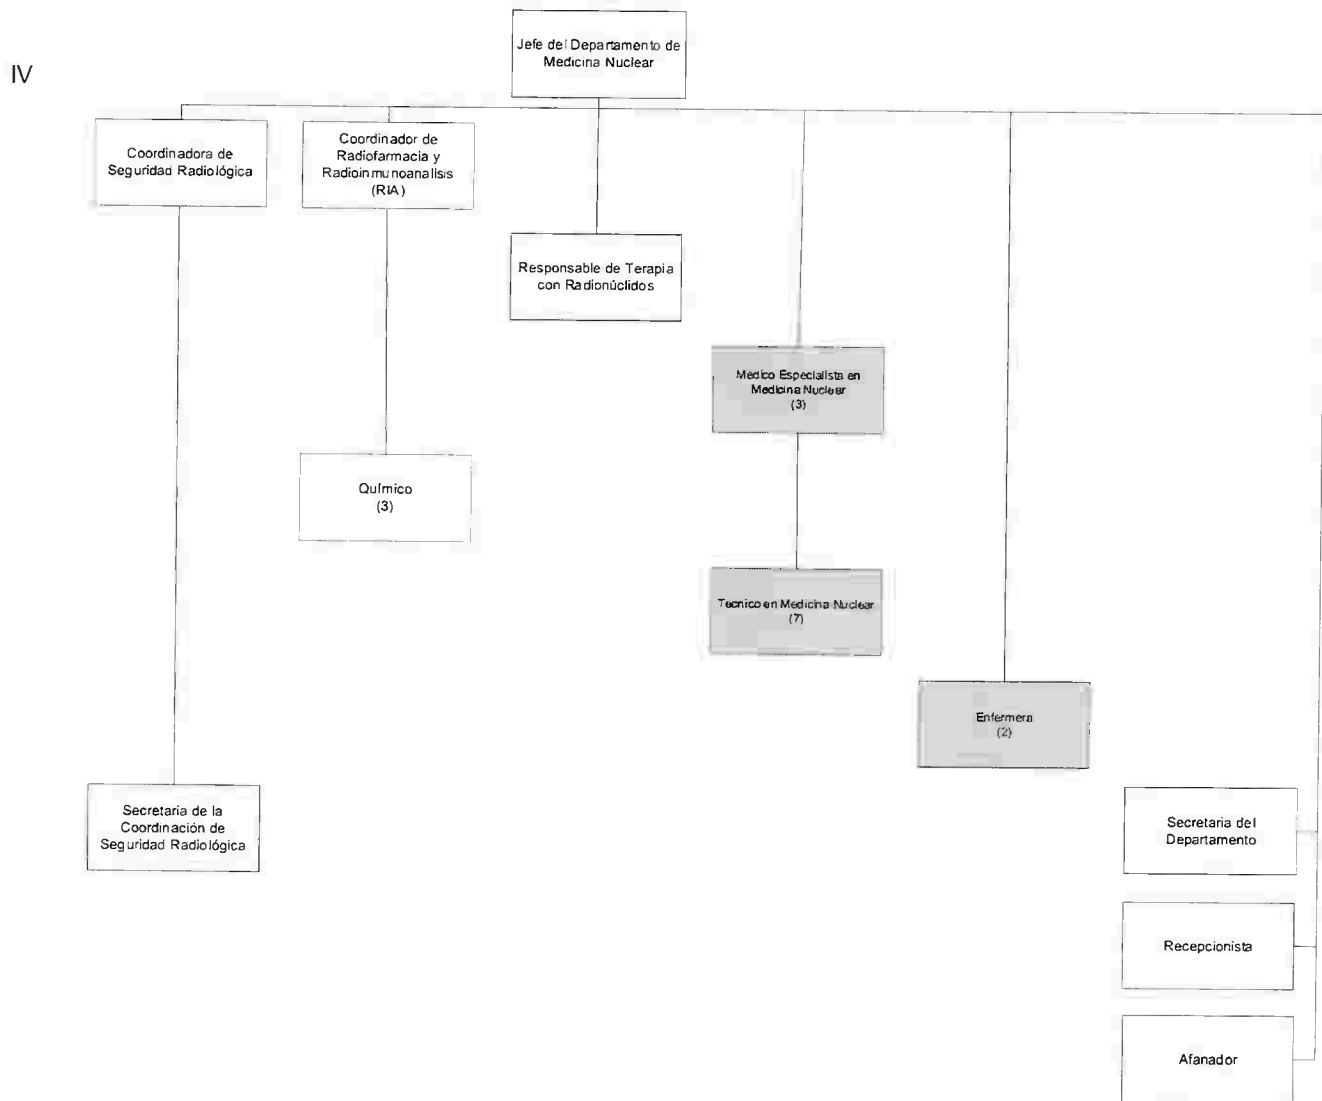 Jefe del Departamento de
Medicina Nuclear
IV
Coordinadora de
Seguridad Radiológica
Coordinador de
Radiofarmacia y
Radioinmunoanalisis
(RIA)
Responsable de Terapia
con Radionúclidos
Medico Especialista en
Medicina Nuclear
(3)
Químico
(3)
Tecnico en Medicina Nuclear
(7)
Enfermera
(2)
Secretaria de la
Coordinación de
Seguridad Radiológica
Secretaria del
Departamento
Recepcionista
Afanador